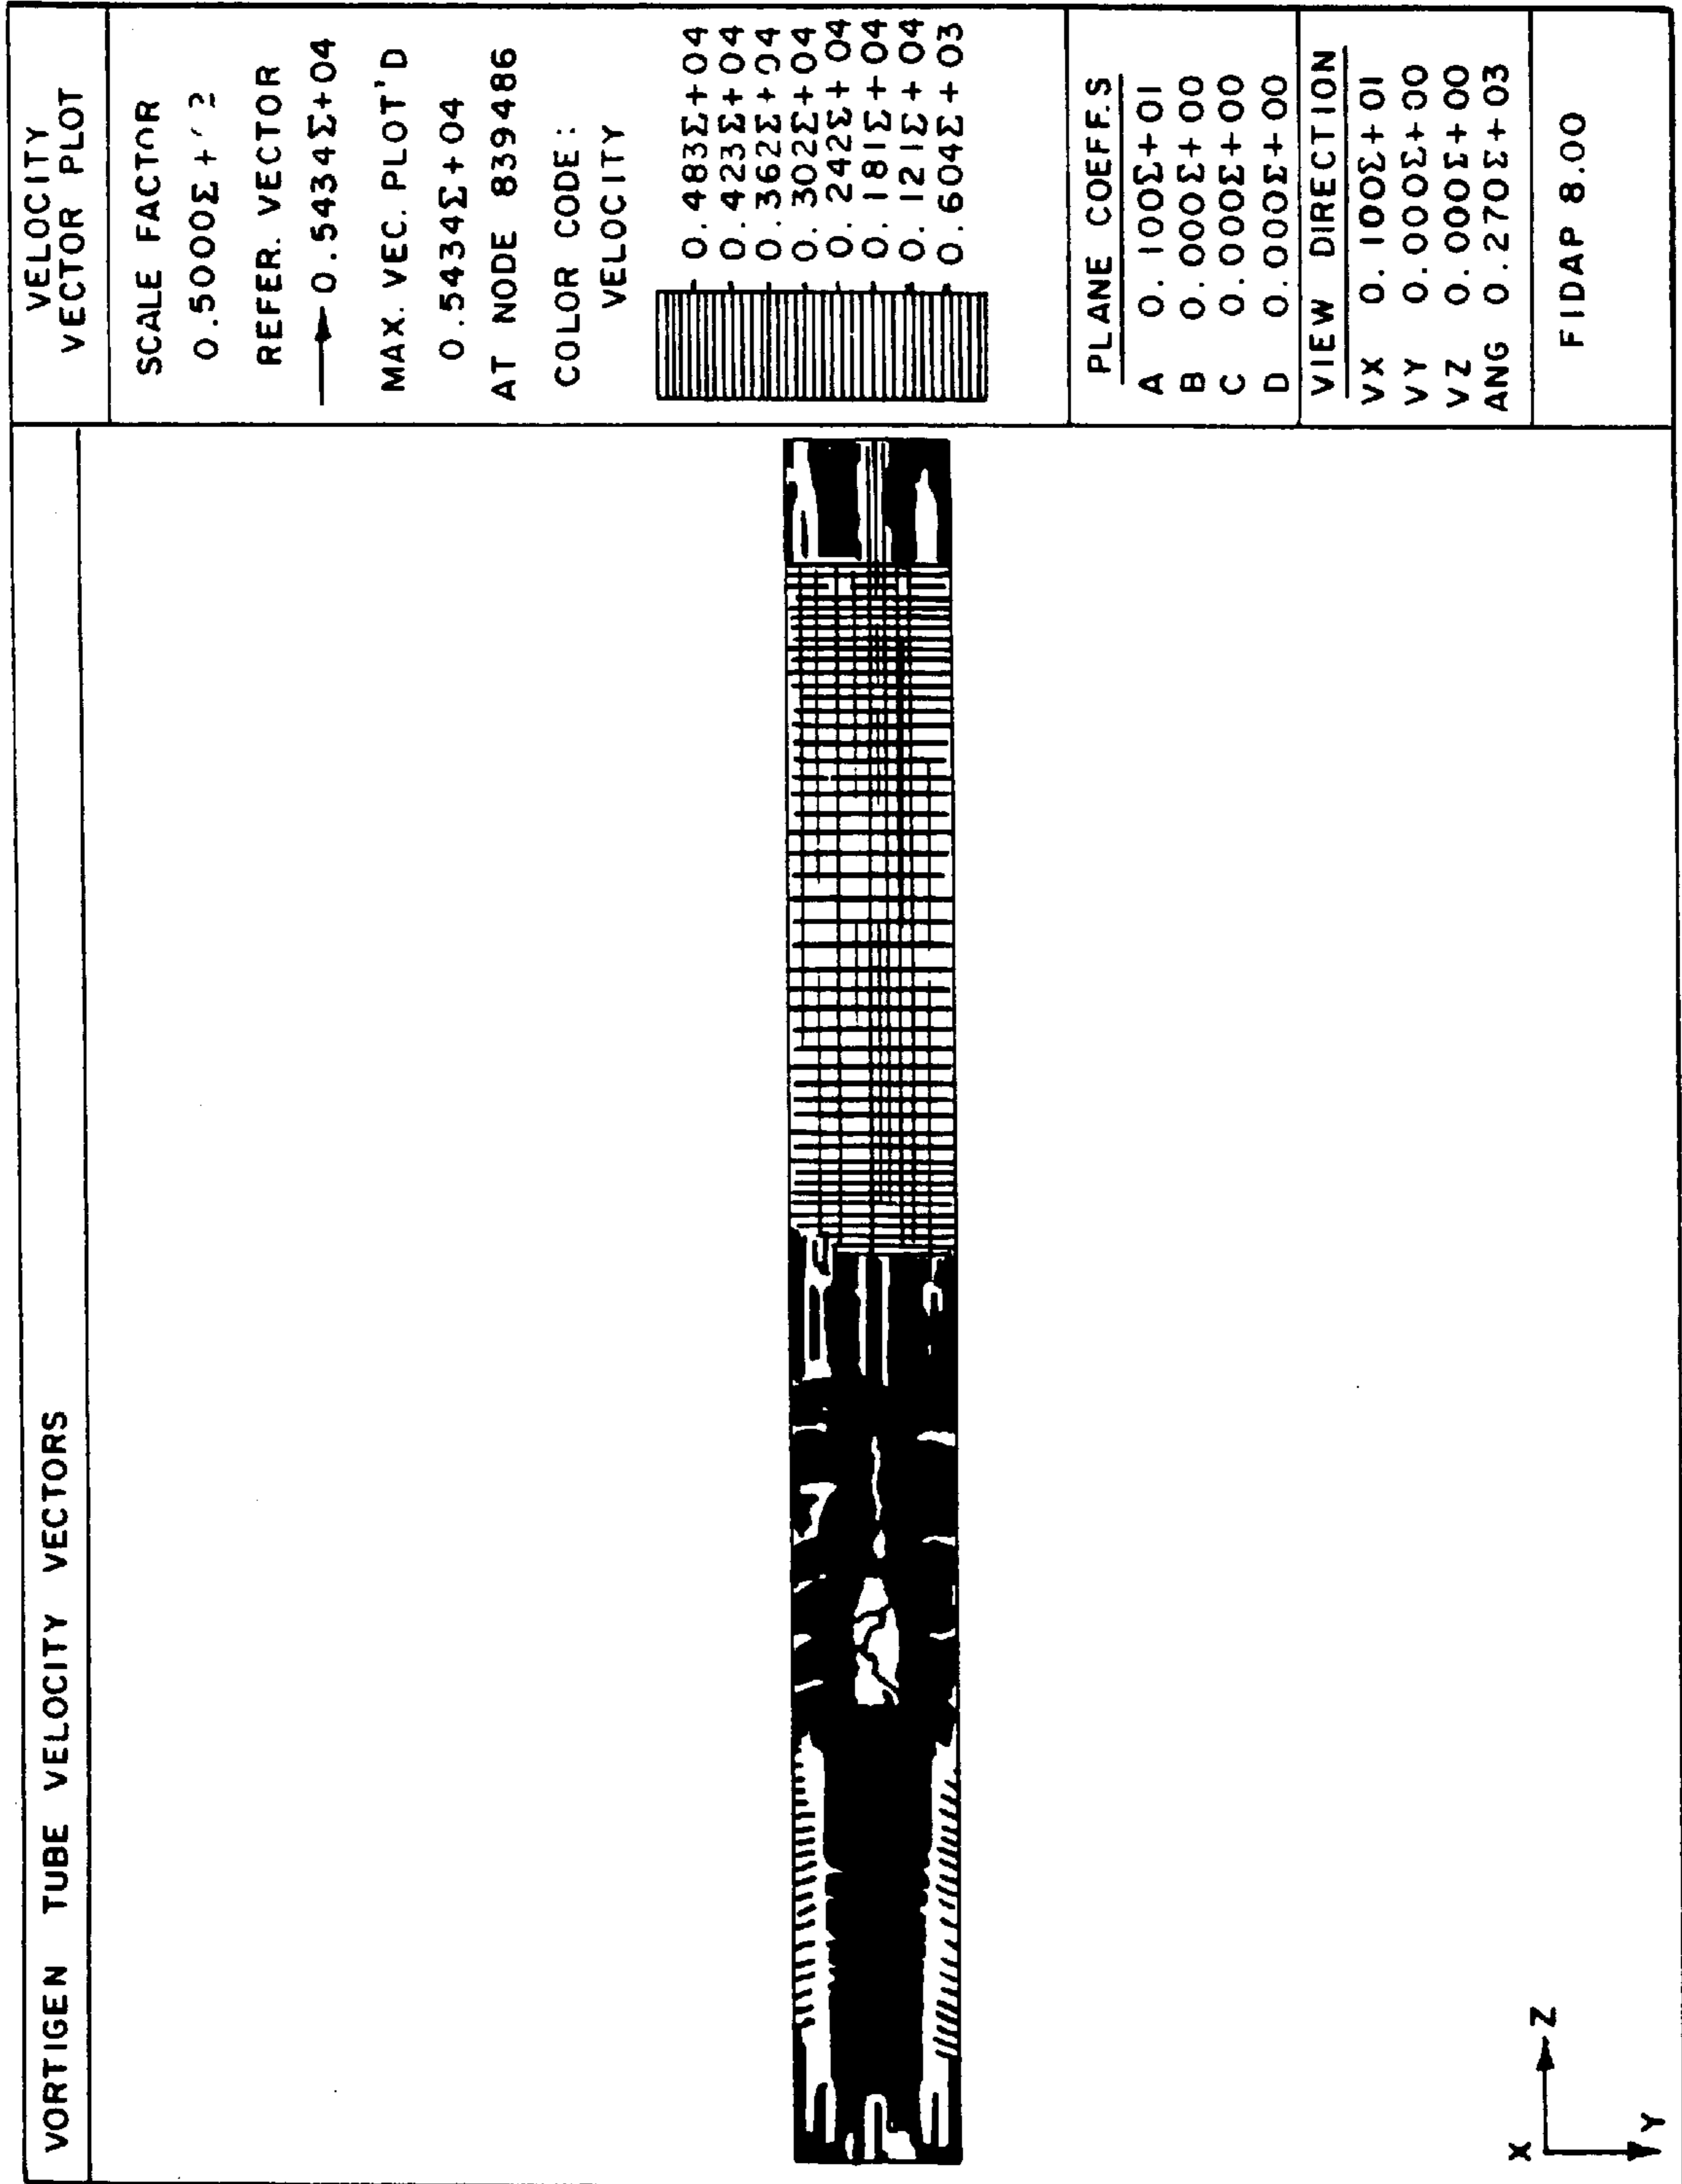 VORTIGEN TUBE VELOCITY VECTORS
VELOCITY
VECTOR PLOT
SCALE FACTOR
REFER. VECTOR
0.5434Σ+04
MAX. VEC. PLOT'D
0.5434Σ+04
AT NODE 839486
COLOR CODE:
VELOCITY
0.483Σ+04
0.423Σ+04
0.362Σ+04
0.302Σ+04
0.242Σ+04
0.181Σ+04
0.121Σ+04
0.604Σ+03
PLANE COEFF.S
A 0.100Σ+01
B 0.000Σ+00
C 0.000Σ+00
D 0.000Σ+00
VIEW DIRECTION
VX 0.100Σ+01
VY 0.000Σ+00
VZ 0.000Σ+00
ANG 0.270Σ+03
FIDAP 8.00
X
Z
Y